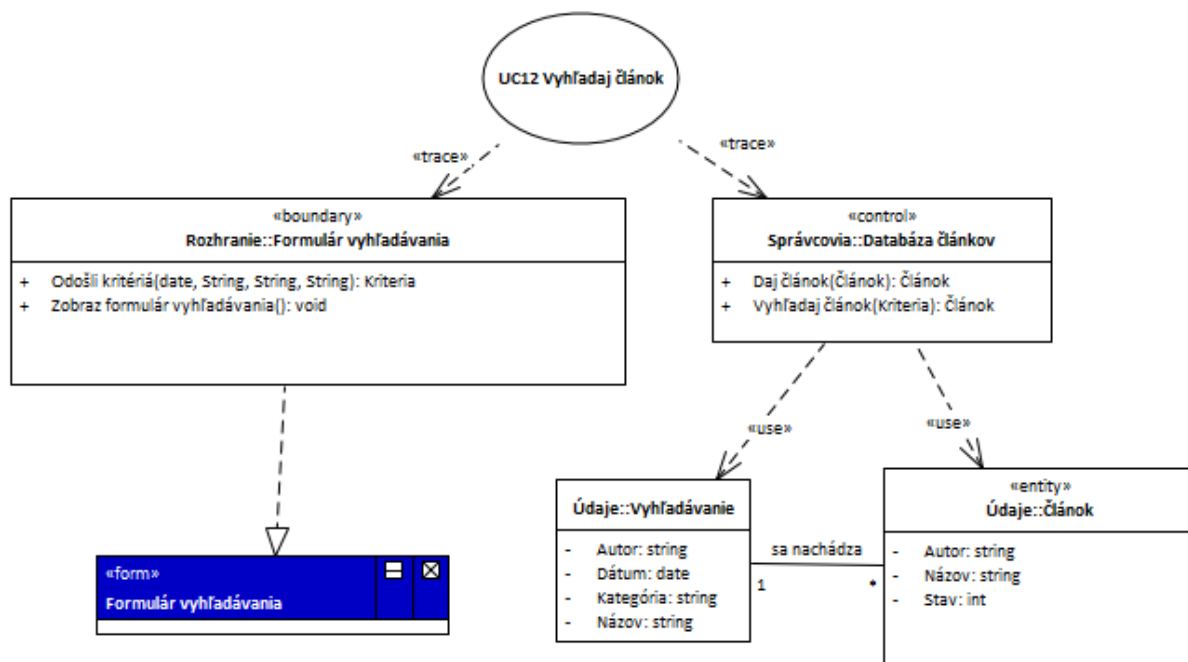 UC12 Vyhľadaj článok
«trace»
«trace»
«boundary»
Rozhranie::Formulár vyhľadávania
+ Odošli kritériá(date, String, String, String): Kriteria
+ Zobraz formulár vyhľadávania(): void
«control»
Správcovia::Databáza článkov
+ Daj článok(Článok): Článok
+ Vyhľadaj článok(Kriteria): Článok
«use»
«use»
«form»
Formulár vyhľadávania
Údaje::Vyhľadávanie
- Autor: string
- Dátum: date
- Kategória: string
- Názov: string
sa nachádza
1
*
«entity»
Údaje::Článok
- Autor: string
- Názov: string
- Stav: int